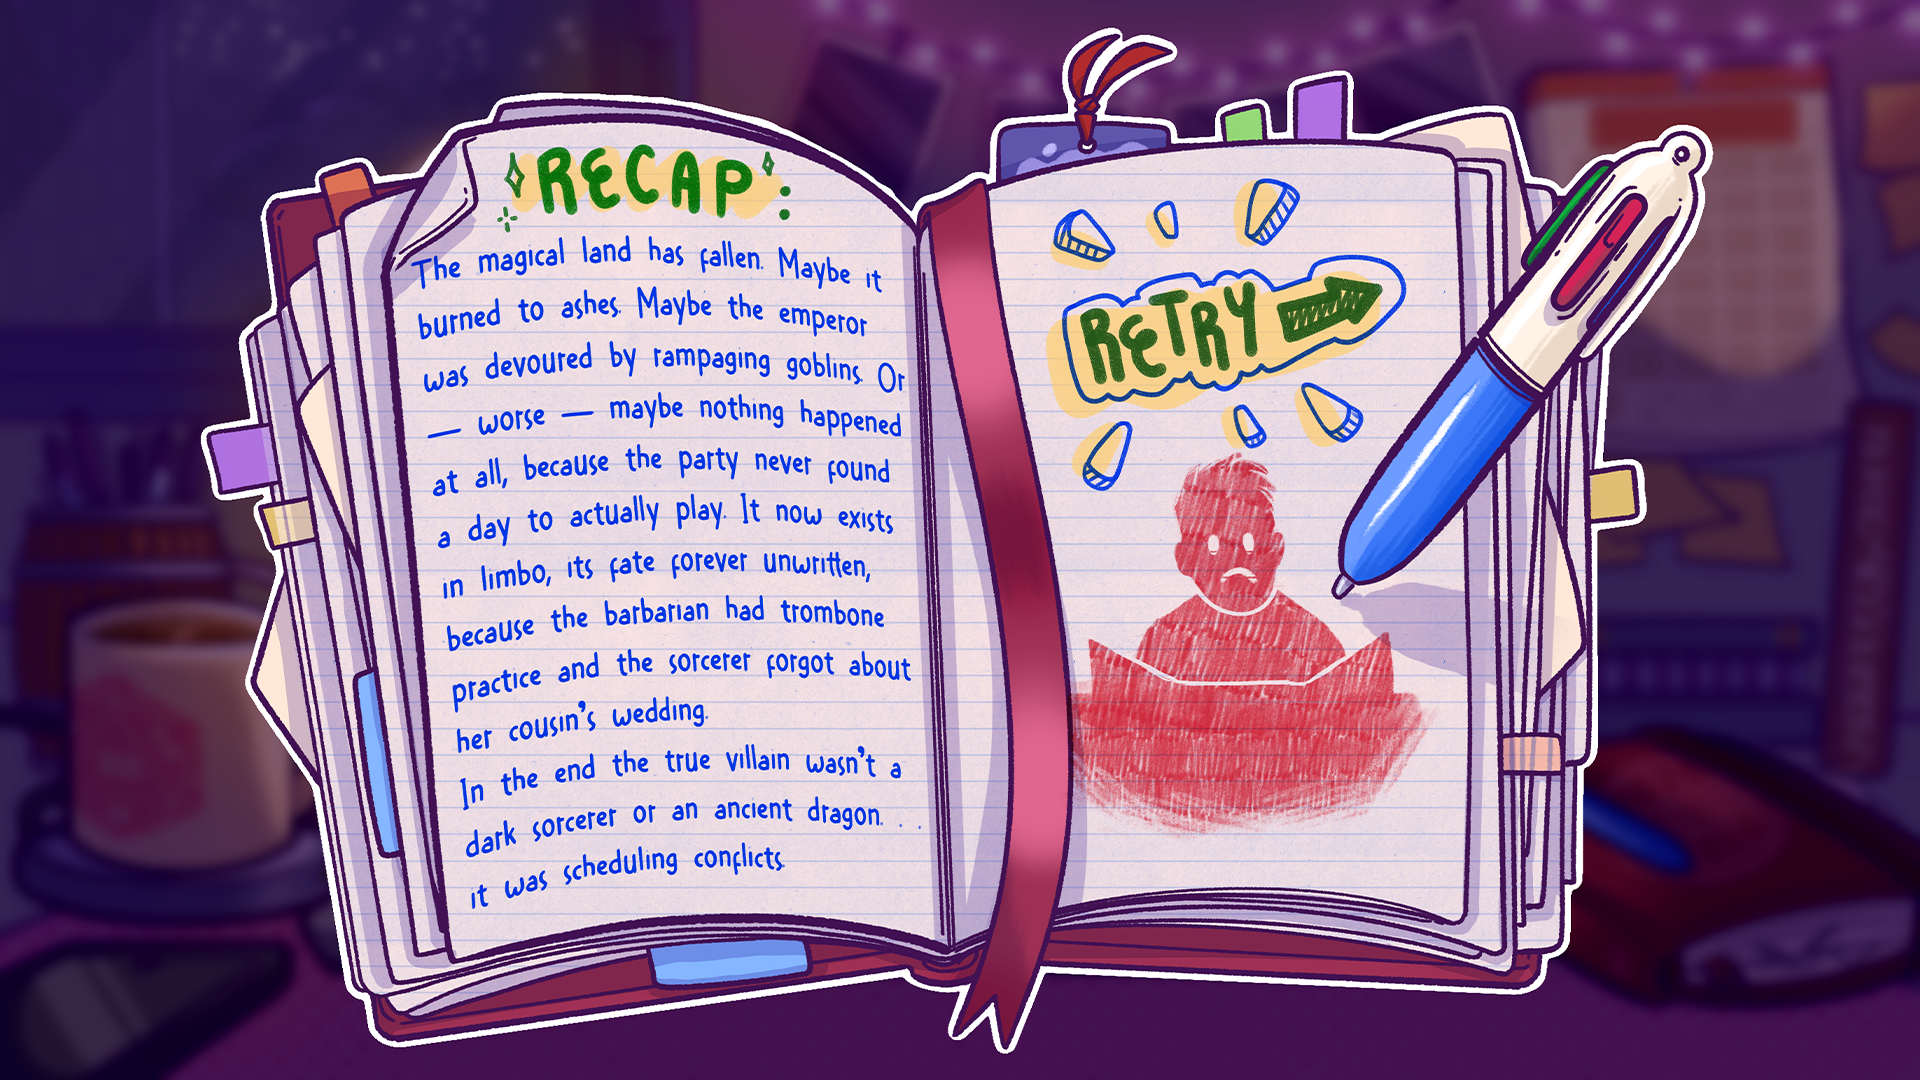 RECAP:
The magical land has fallen. Maybe it
burned to ashes. Maybe the emperor
was devoured by rampaging goblins. Or
— worse — maybe nothing happened
at all, because the party never found
a day to actually play. It now exists
in limbo, its fate forever unwritten,
because the barbarian had trombone
practice and the sorcerer forgot about
her cousin's wedding.
In the end the true villain wasn't a
dark sorcerer or an ancient dragon. . .
it was scheduling conflicts.
RETRY